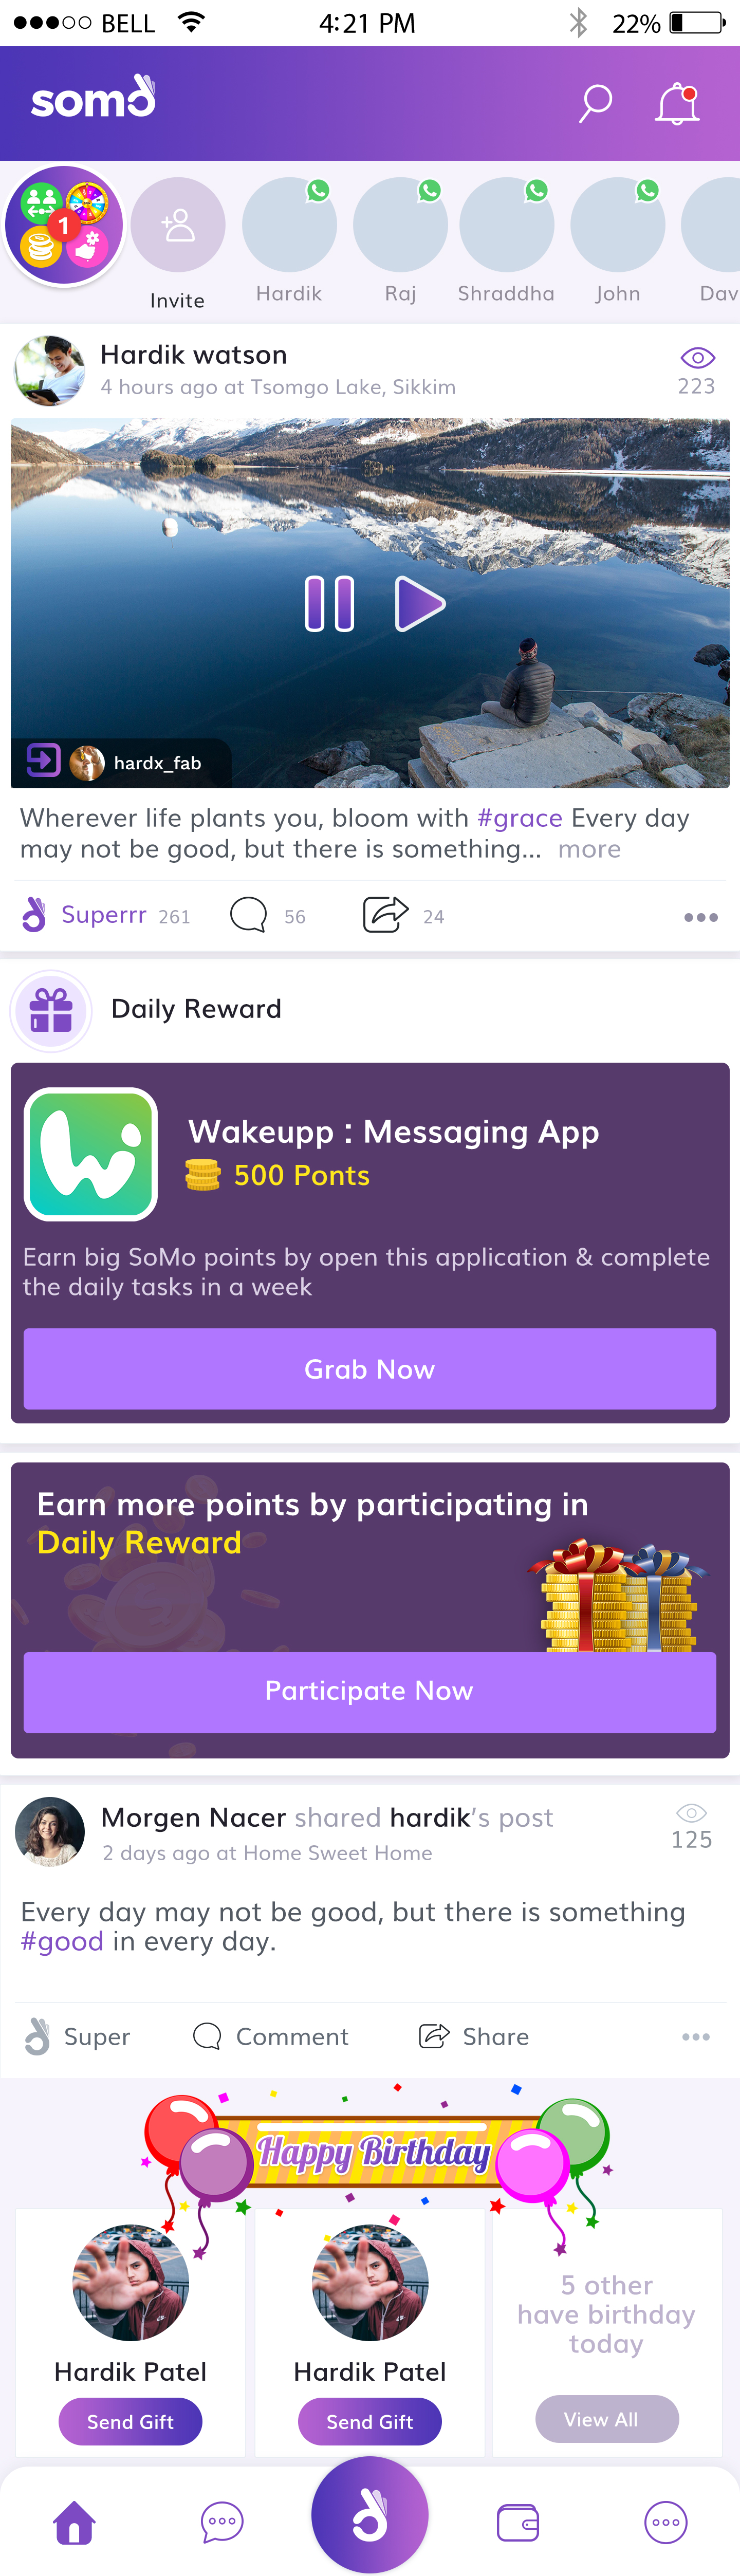 BELL
4:21 PM
22%
somo
1
Invite
Hardik
Raj
Shraddha
John
Dav
Hardik watson
4 hours ago at Tsomgo Lake, Sikkim
223
hardx_fab
Wherever life plants you, bloom with #grace Every day
may not be good, but there is something... more
Superrr 261
56
24
Daily Reward
Wakeupp : Messaging App
500 Ponts
Earn big SoMo points by open this application & complete
the daily tasks in a week
Grab Now
Earn more points by participating in
Daily Reward
Participate Now
Morgen Nacer shared hardik's post
2 days ago at Home Sweet Home
125
Every day may not be good, but there is something
#good in every day.
Super
Comment
Share
Happy Birthday
Hardik Patel
Send Gift
Hardik Patel
Send Gift
5 other
have birthday
today
View All